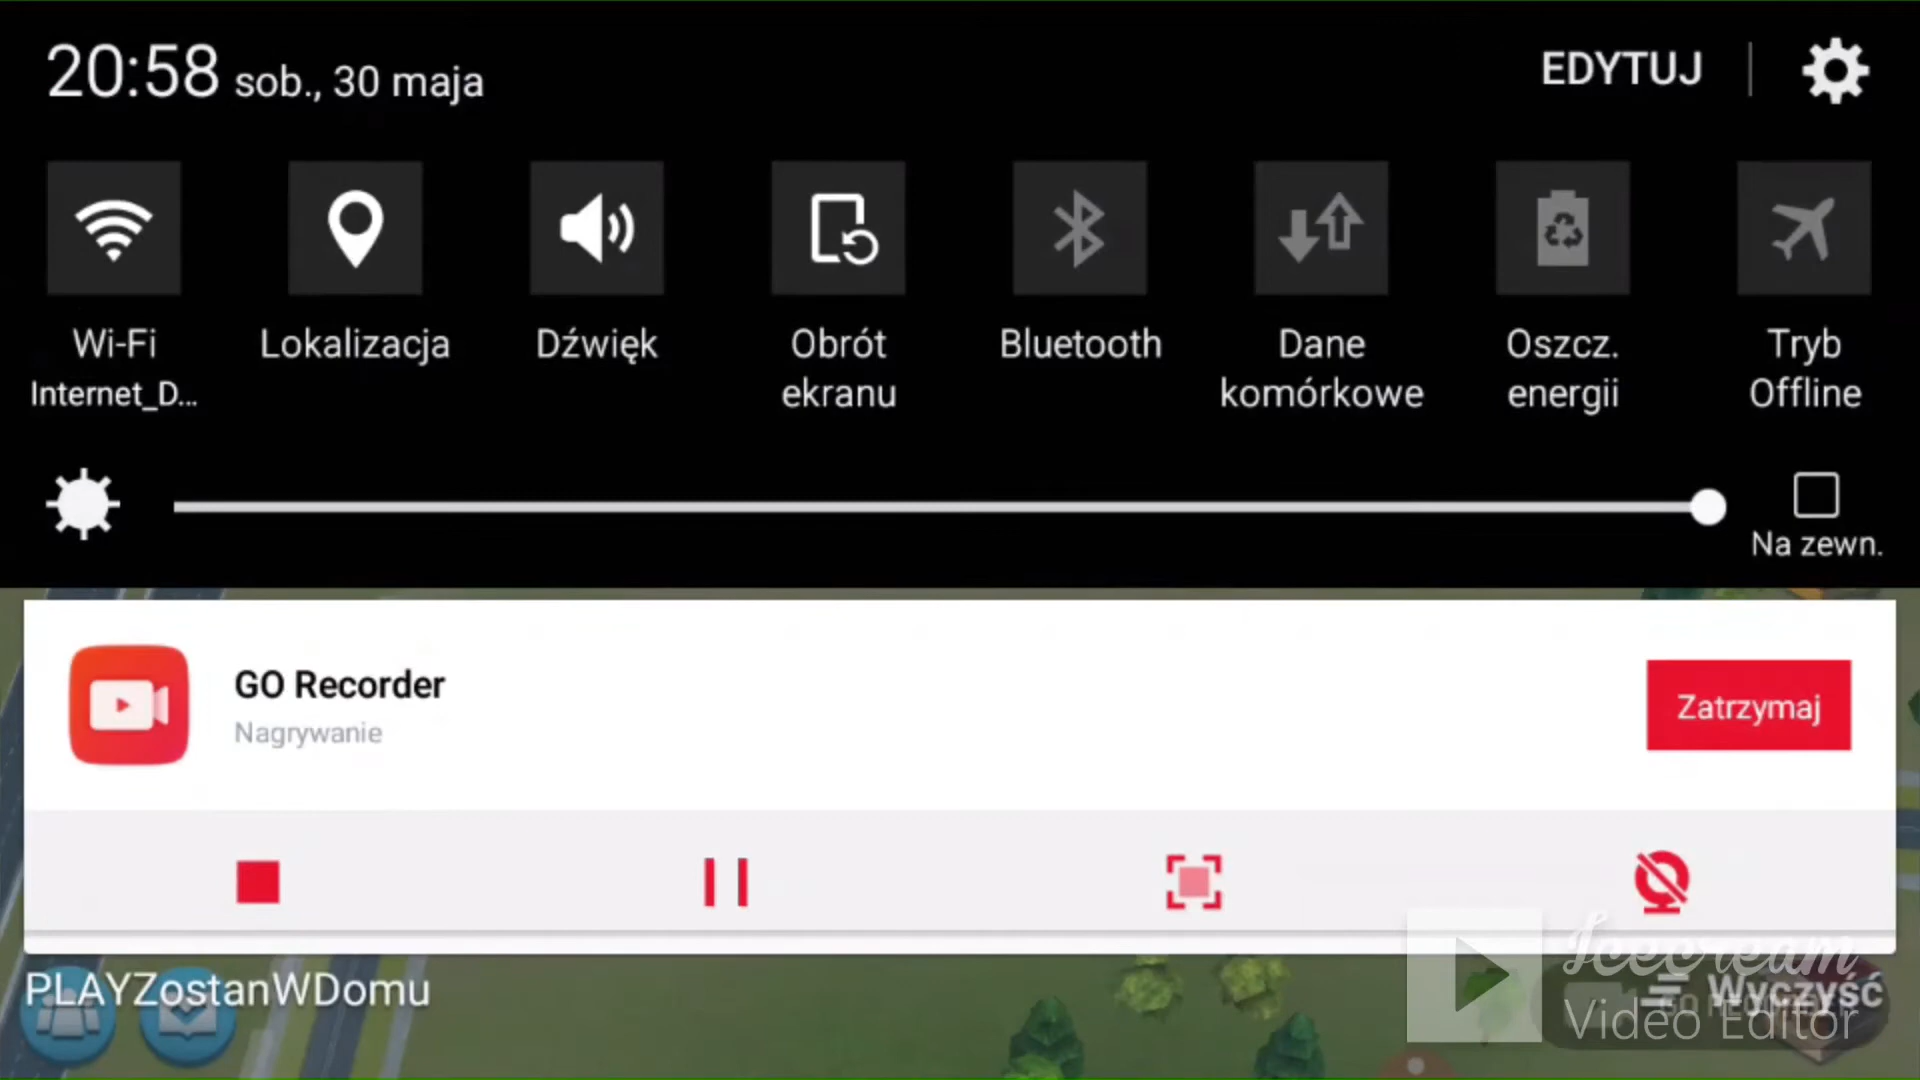 20:58 sob., 30 maja
EDYTUJ
Wi-Fi
Internet_D...
Lokalizacja
Dźwięk
Obrót
ekranu
Bluetooth
Dane
komórkowe
Oszcz.
energii
Tryb
Offline
Na zewn.
GO Recorder
Nagrywanie
Zatrzymaj
PLAYZostanWDomu
Wyczyść
Icecream
Video Editor